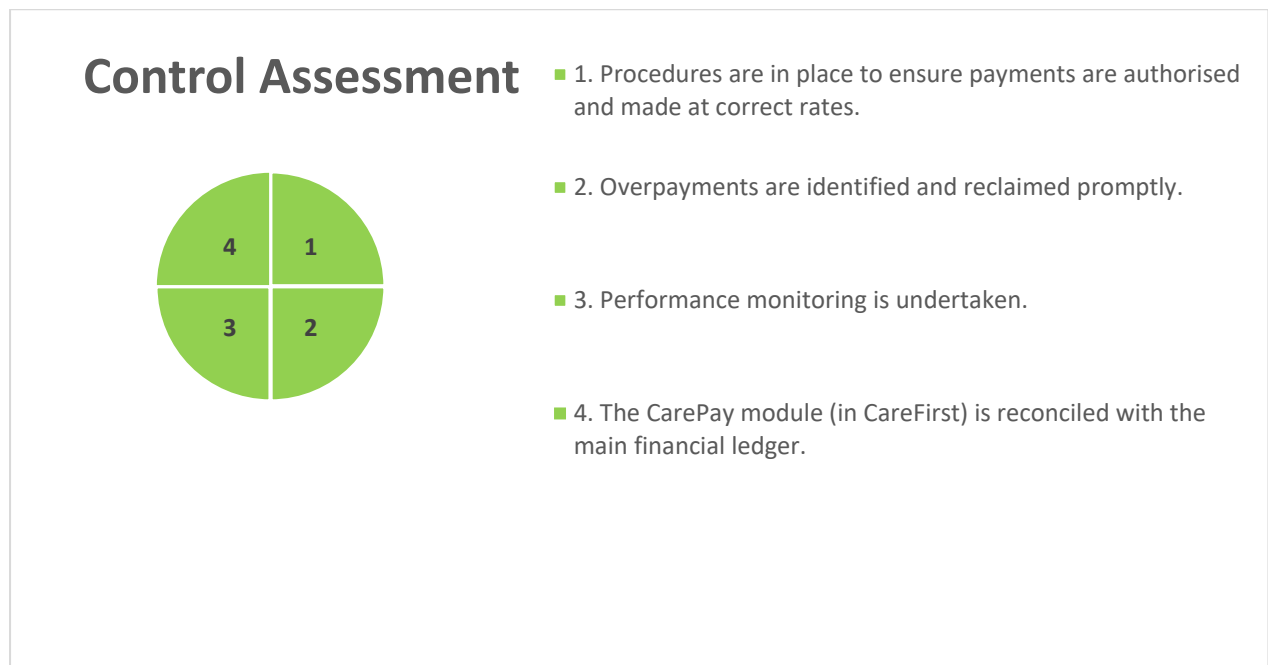 Control Assessment
1. Procedures are in place to ensure payments are authorised
and made at correct rates.
2. Overpayments are identified and reclaimed promptly.
3. Performance monitoring is undertaken.
4. The CarePay module (in CareFirst) is reconciled with the
main financial ledger.
4 1
3 2